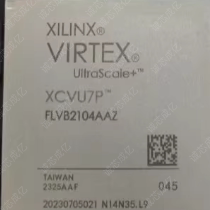 XILINX®
VIRTEX®
UltraScale+™
XCVU7P™
FLVB2104AAZ
TAIWAN
2325AAF
045
20230705021 N14N35.L9